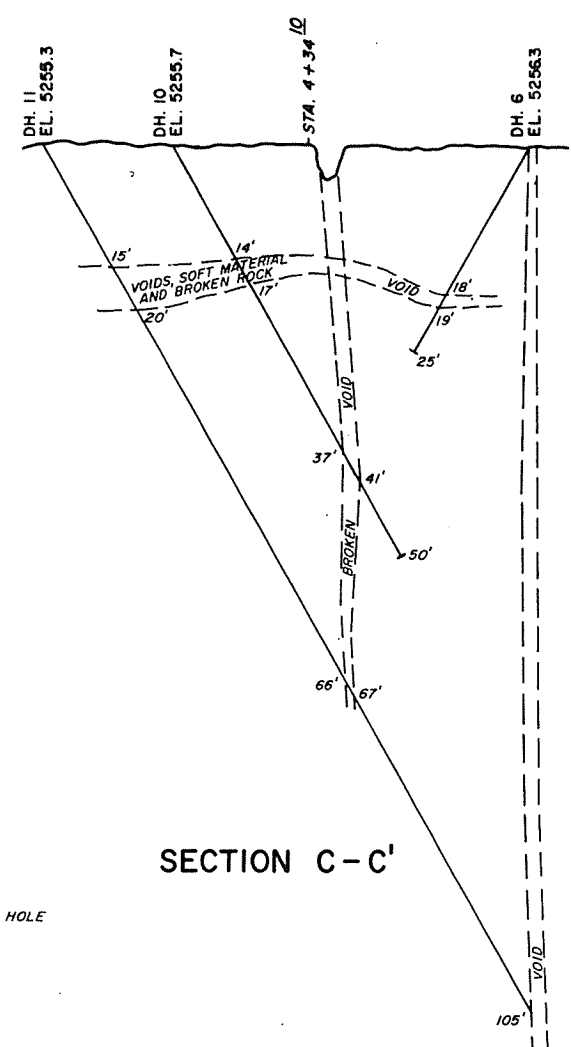 DH. 11
EL. 5255.3
DH. 10
EL. 5255.7
STA. 4+34 10
DH. 6
EL. 5256.3
15'
14'
VOIDS, SOFT MATERIAL
AND BROKEN ROCK
17'
20'
VOID
18'
19'
25'
VOID
37'
41'
BROKEN
50'
66'
67'
SECTION C-C'
HOLE
VOID
105'